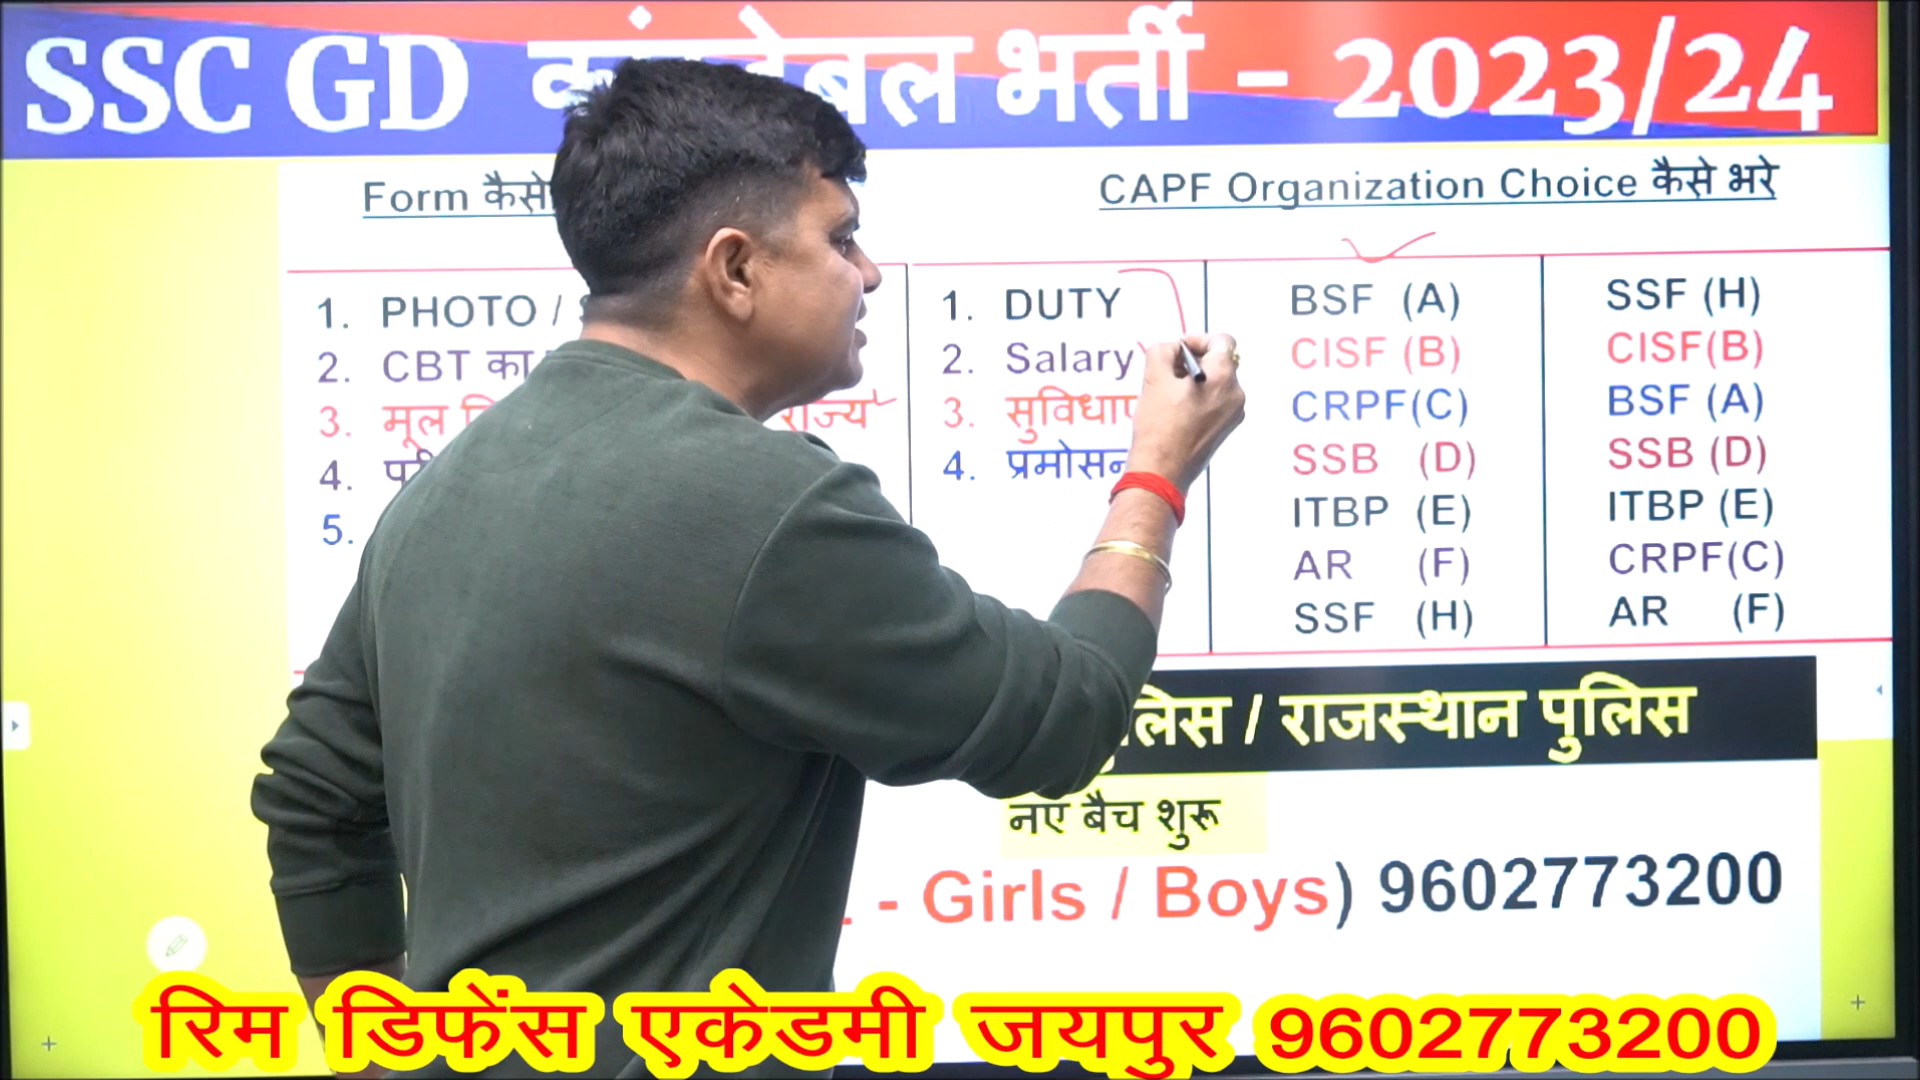 SSC GD भर्ती - 2023/24
Form कैसे
CAPF Organization Choice कैसे भरे
1. PHOTO /
2. CBT का
3. मूल राज्य
4.
5.
1. DUTY
2. Salary
3.
4.
BSF (A)
CISF (B)
CRPF(C)
SSB (D)
ITBP (E)
AR (F)
SSF (H)
SSF (H)
CISF(B)
BSF (A)
SSB (D)
ITBP (E)
CRPF(C)
AR (F)
/ राजस्थान पुलिस
नए बैच शुरू
- Girls / Boys) 9602773200
रिम डिफेंस एकेडमी जयपुर 9602773200